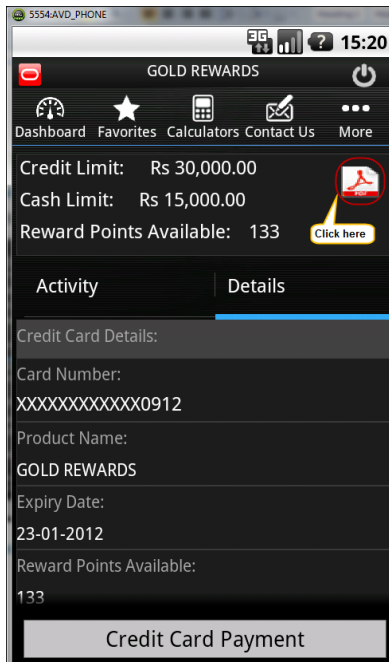 5554:AVD_PHONE
3G 15:20
GOLD REWARDS
Dashboard Favorites Calculators Contact Us More
Credit Limit: Rs 30,000.00
Cash Limit: Rs 15,000.00
Reward Points Available: 133
PDF
Click here
Activity Details
Credit Card Details:
Card Number:
XXXXXXXXXXXX0912
Product Name:
GOLD REWARDS
Expiry Date:
23-01-2012
Reward Points Available:
133
Credit Card Payment